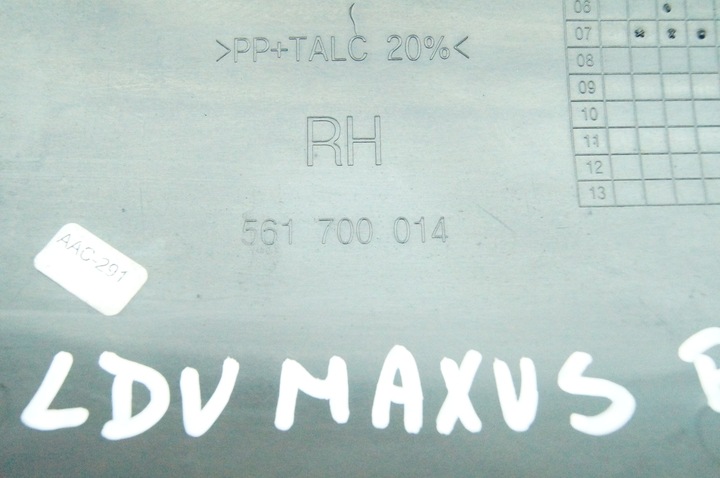 >PP+TALC 20%<
RH
561 700 014
06
07
08
09
10
11
12
13
AAC-291
LDV MAXUS